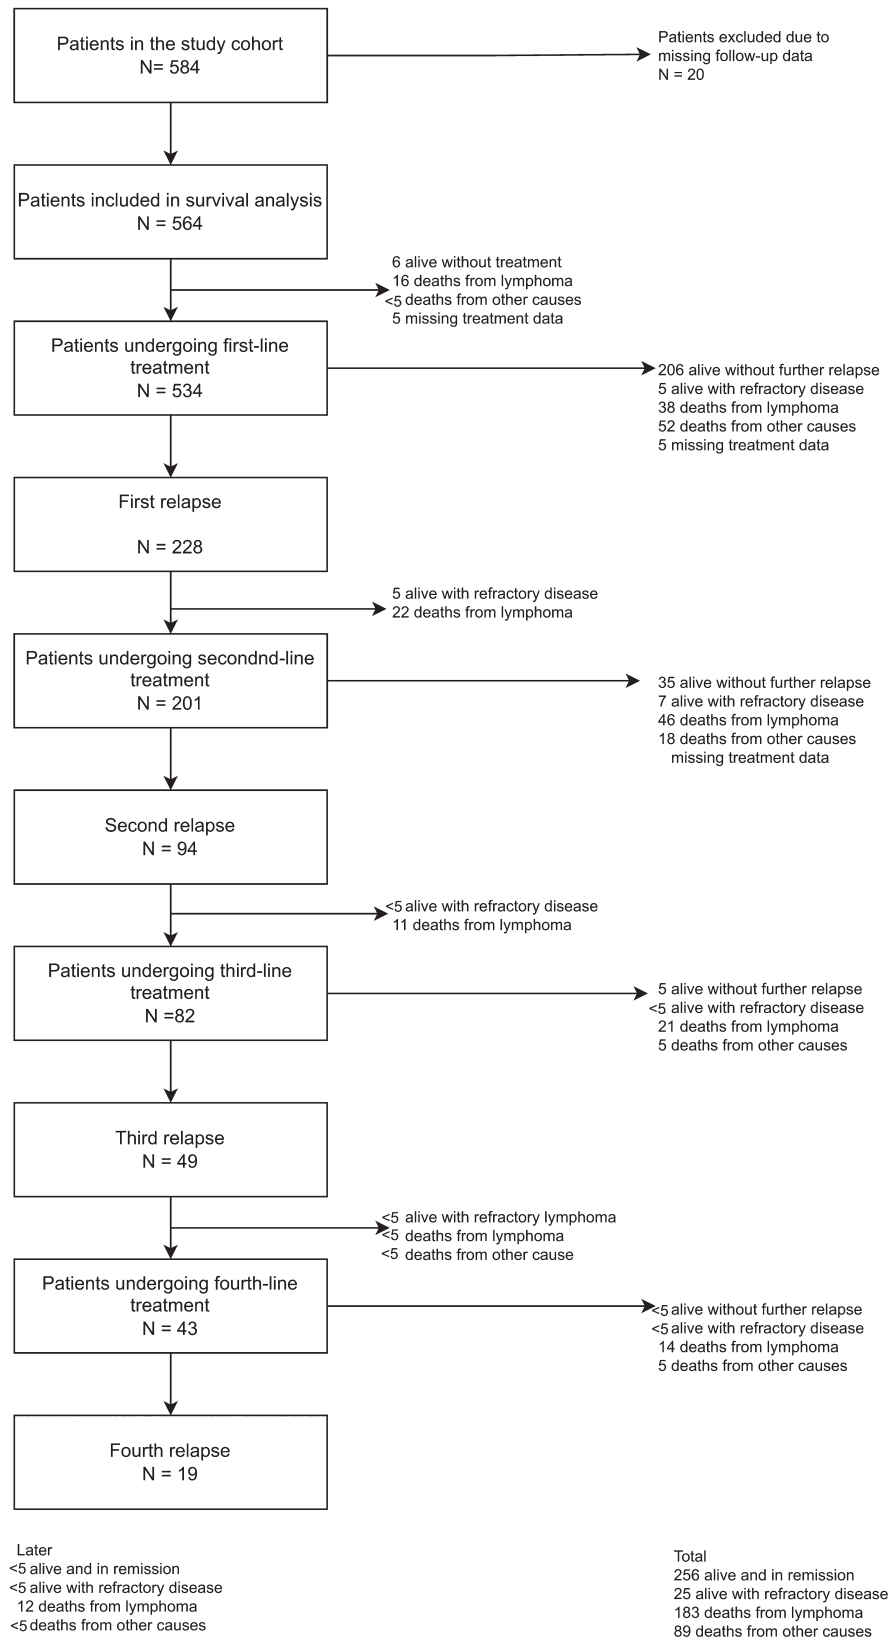 Patients in the study cohort
N= 584
Patients excluded due to
missing follow-up data
N = 20
Patients included in survival analysis
N = 564
6 alive without treatment
16 deaths from lymphoma
<5 deaths from other causes
5 missing treatment data
Patients undergoing first-line
treatment
N = 534
206 alive without further relapse
5 alive with refractory disease
38 deaths from lymphoma
52 deaths from other causes
5 missing treatment data
First relapse
N = 228
5 alive with refractory disease
22 deaths from lymphoma
Patients undergoing secondnd-line
treatment
N = 201
35 alive without further relapse
7 alive with refractory disease
46 deaths from lymphoma
18 deaths from other causes
missing treatment data
Second relapse
N = 94
<5 alive with refractory disease
11 deaths from lymphoma
Patients undergoing third-line
treatment
N =82
5 alive without further relapse
<5 alive with refractory disease
21 deaths from lymphoma
5 deaths from other causes
Third relapse
N = 49
<5 alive with refractory lymphoma
<5 deaths from lymphoma
<5 deaths from other cause
Patients undergoing fourth-line
treatment
N = 43
<5 alive without further relapse
<5 alive with refractory disease
14 deaths from lymphoma
5 deaths from other causes
Fourth relapse
N = 19
Later
<5 alive and in remission
<5 alive with refractory disease
12 deaths from lymphoma
<5 deaths from other causes
Total
256 alive and in remission
25 alive with refractory disease
183 deaths from lymphoma
89 deaths from other causes